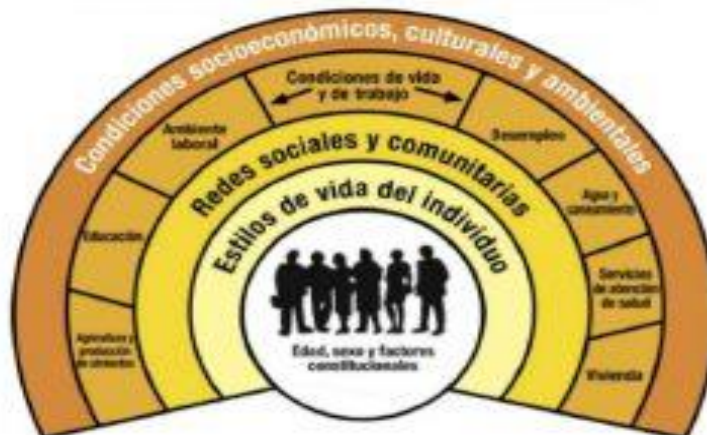 Condiciones socioeconómicos, culturales y ambientales
Condiciones de vida
y de trabajo
Ambiente
laboral
Desempleo
Redes sociales y comunitarias
Educación
Agua y
saneamiento
Estilos de vida del individuo
Servicios
de atención
de salud
Agricultura y
producción
de alimentos
Edad, sexo y factores
constitucionales
Vivienda